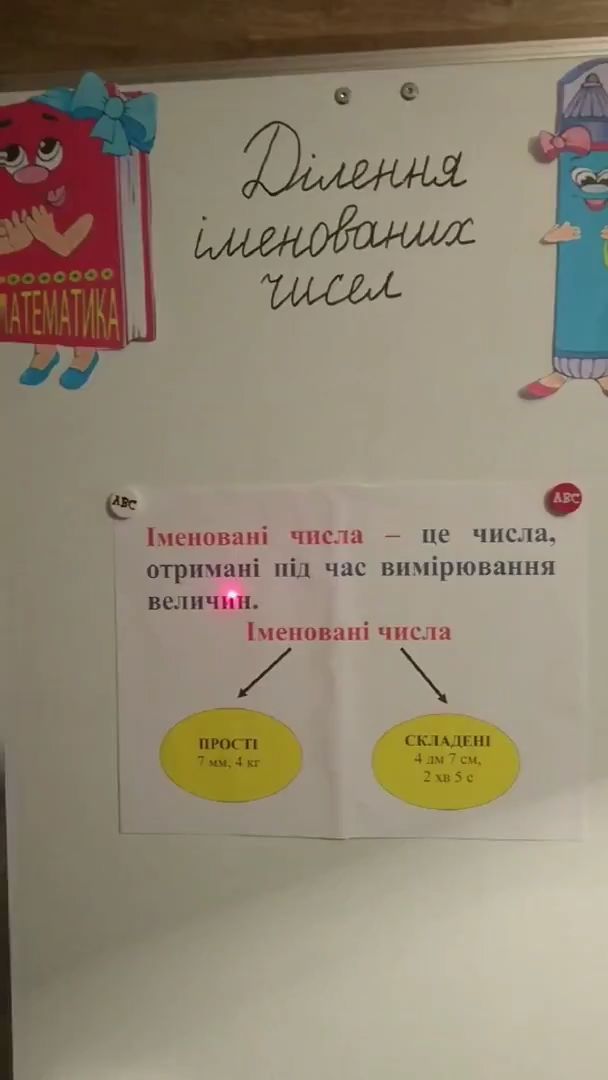 Ділення
іменованих
чисел
МАТЕМАТИКА
ABC
ABC
Іменовані числа – це числа,
отримані під час вимірювання
величин.
Іменовані числа
ПРОСТІ
7 мм, 4 кг
СКЛАДЕНІ
4 дм 7 см,
2 хв 5 с